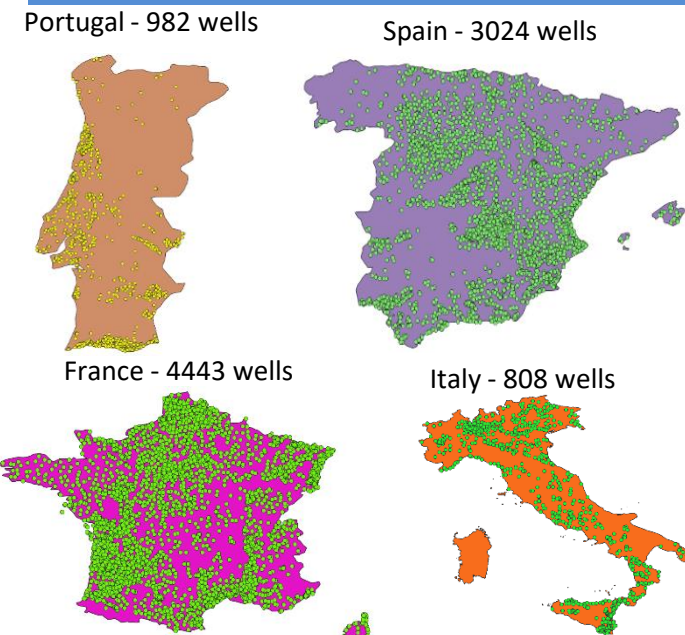 Portugal - 982 wells
Spain - 3024 wells
France - 4443 wells
Italy - 808 wells